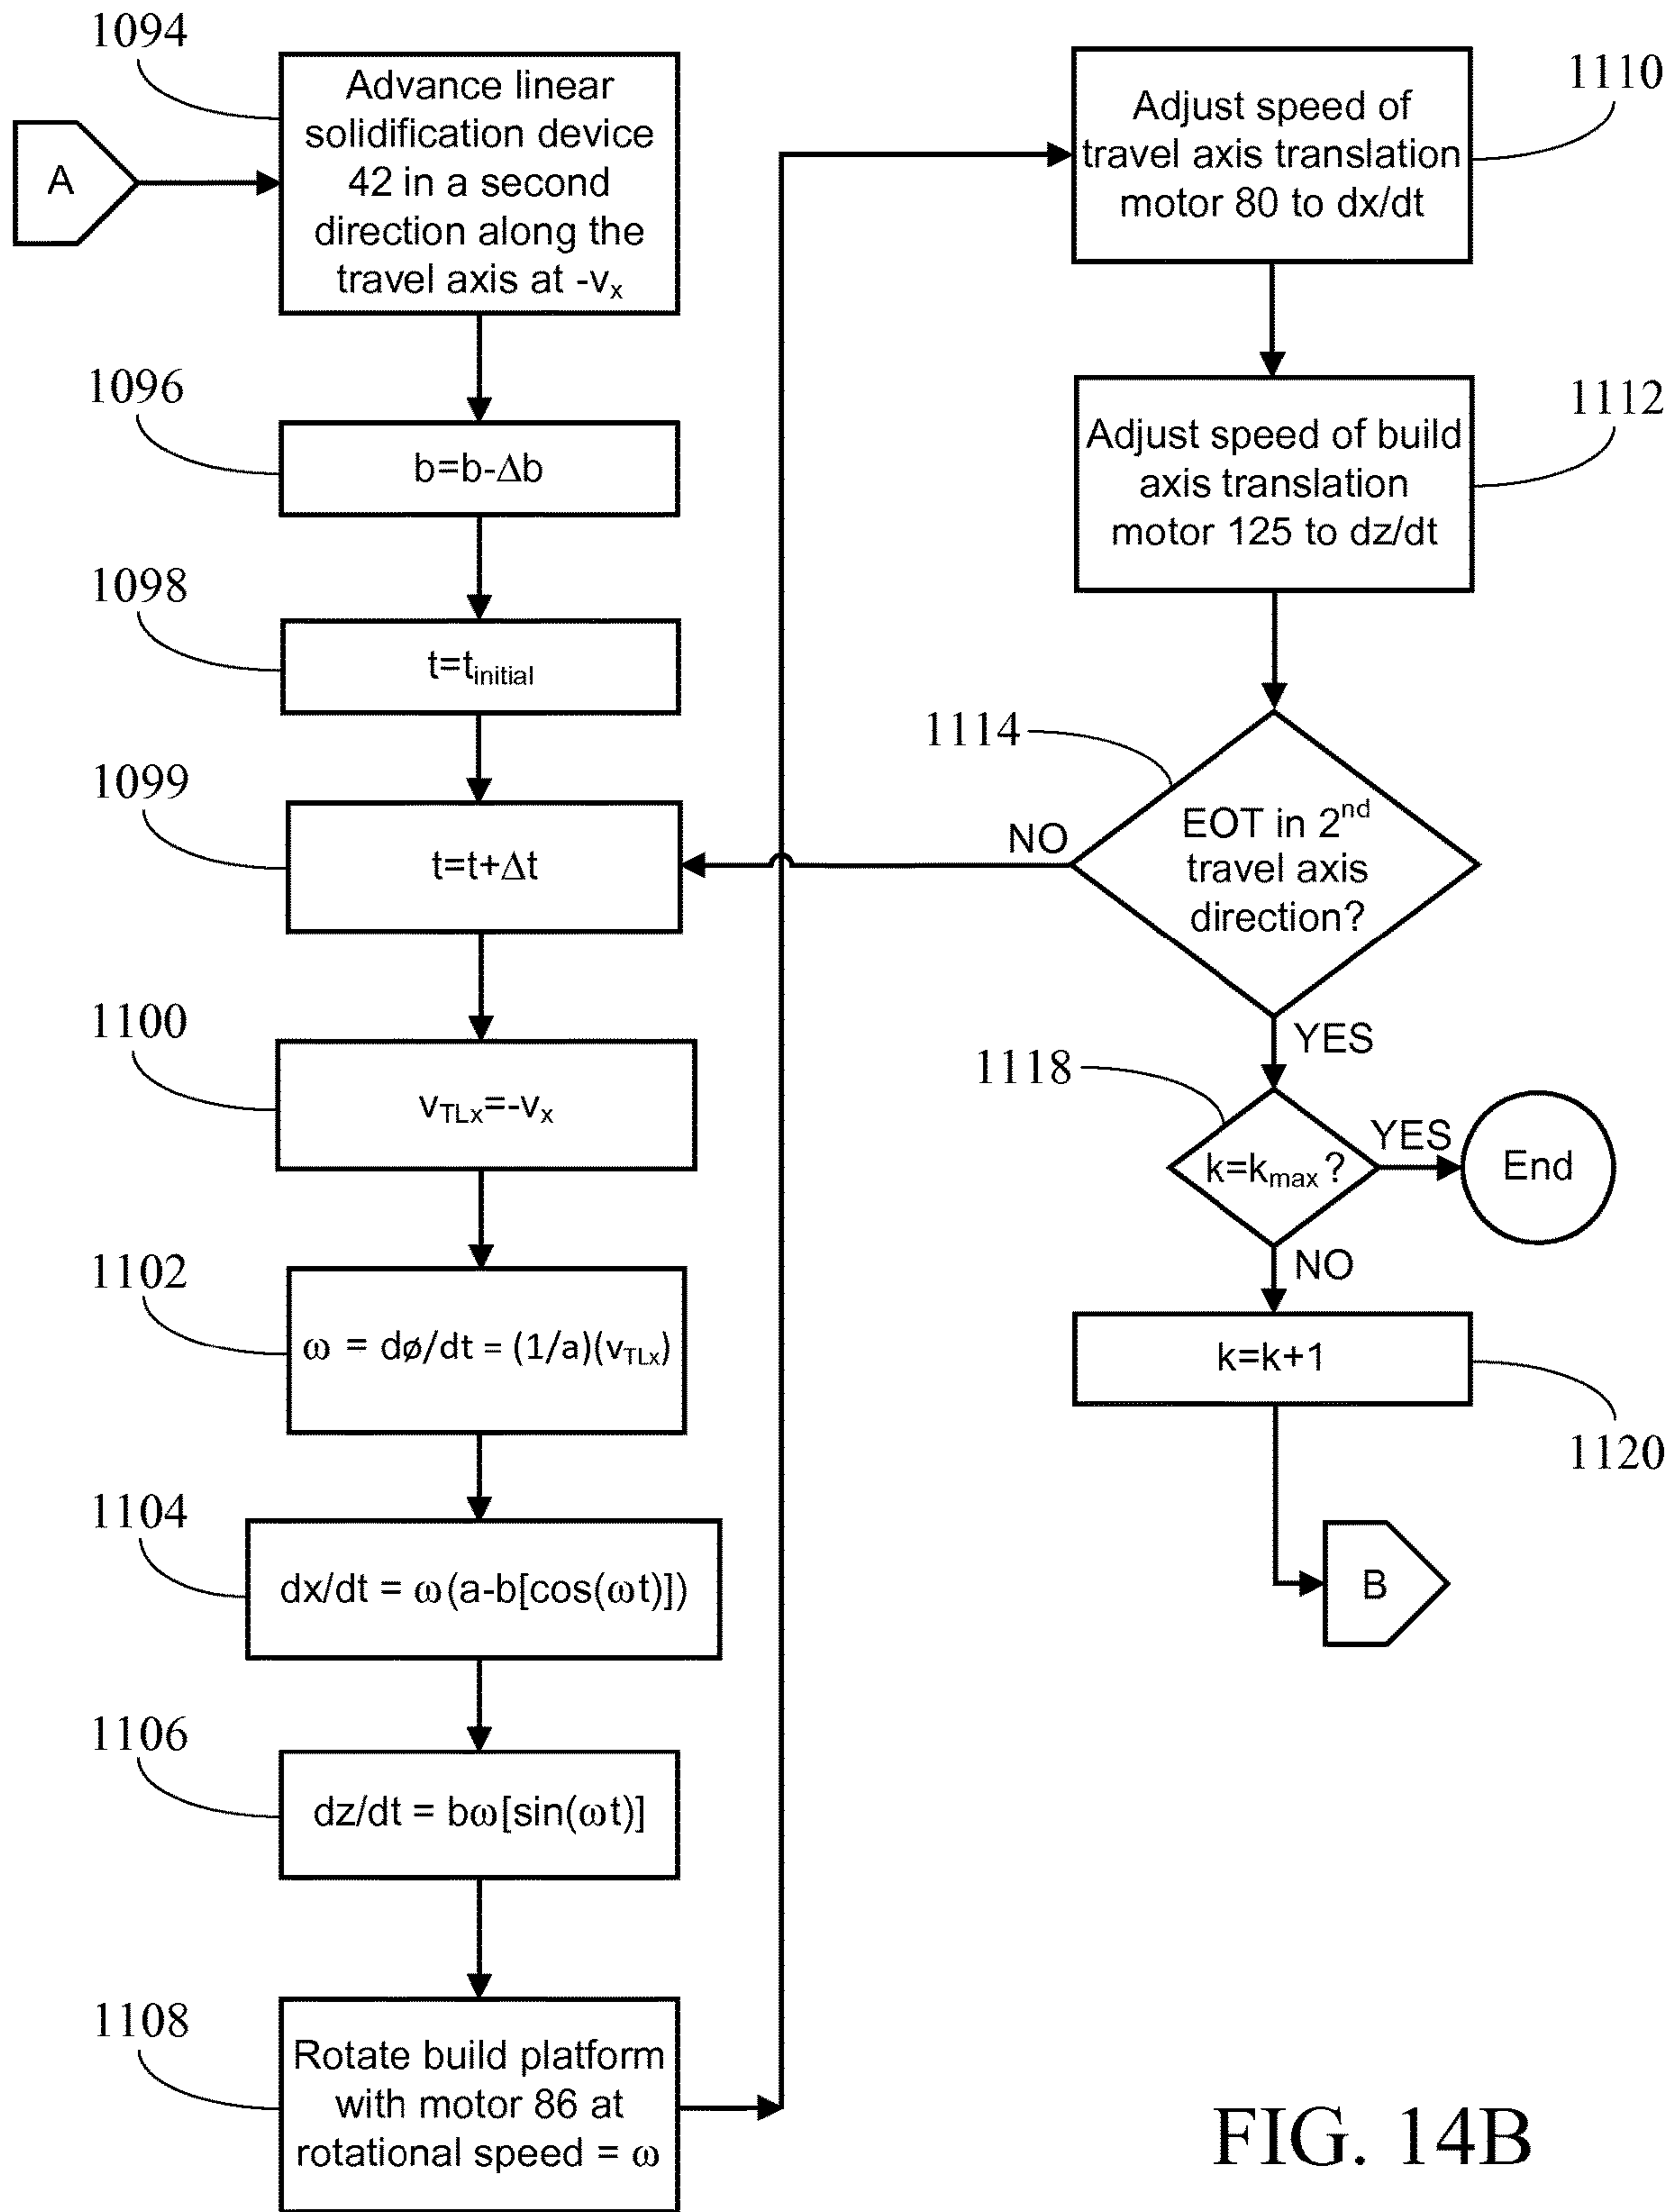 1094
A
Advance linear
solidification device
42 in a second
direction along the
travel axis at -vₓ
1096
b=b-Δb
1098
t=t_initial
1099
t=t+Δt
1100
v_TLx=-vₓ
1102
ω = dø/dt = (1/a)(v_TLx)
1104
dx/dt = ω(a-b[cos(ωt)])
1106
dz/dt = bω[sin(ωt)]
1108
Rotate build platform
with motor 86 at
rotational speed = ω
1110
Adjust speed of
travel axis translation
motor 80 to dx/dt
1112
Adjust speed of build
axis translation
motor 125 to dz/dt
1114
NO
EOT in 2nd
travel axis
direction?
YES
1118
k=k_max?
YES
End
NO
k=k+1
1120
B
FIG. 14B